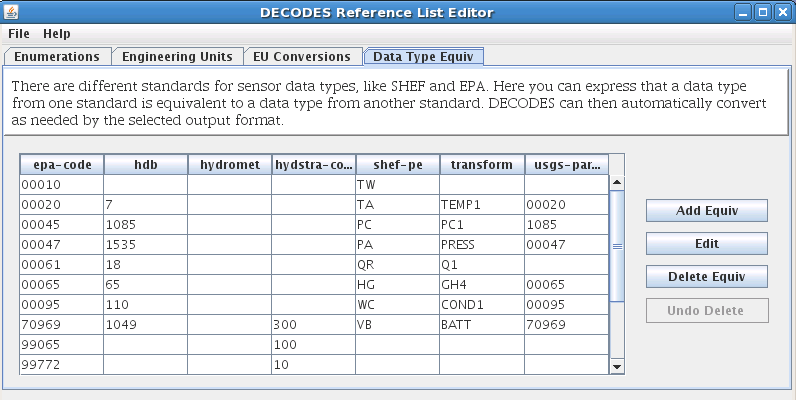 DECODES Reference List Editor
File Help
Enumerations Engineering Units EU Conversions Data Type Equiv
There are different standards for sensor data types, like SHEF and EPA. Here you can express that a data type
from one standard is equivalent to a data type from another standard. DECODES can then automatically convert
as needed by the selected output format.
epa-code hdb hydromet hydstra-co... shef-pe transform usgs-par...
00010 TW
00020 7 TA TEMP1 00020
00045 1085 PC PC1 1085
00047 1535 PA PRESS 00047
00061 18 QR Q1
00065 65 HG GH4 00065
00095 110 WC COND1 00095
70969 1049 300 VB BATT 70969
99065 100
99772 10
Add Equiv
Edit
Delete Equiv
Undo Delete